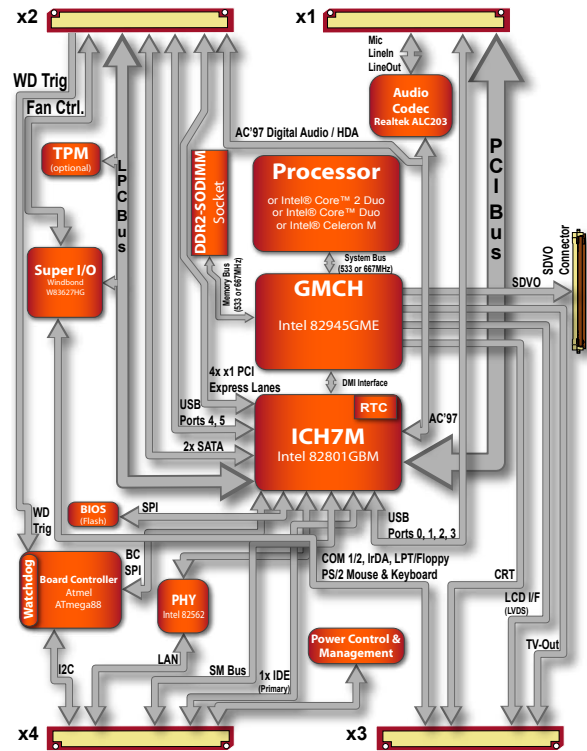 x2
x1
WD Trig
Fan Ctrl.
Mic
LineIn
LineOut
Audio
Codec
Realtek ALC203
AC'97 Digital Audio / HDA
TPM
(optional)
LPC Bus
DDR2-SODIMM
Socket
Processor
or Intel® Core™ 2 Duo
or Intel® Core™ Duo
or Intel® Celeron M
PCI Bus
Super I/O
Windbond
W83627HG
Memory Bus
(533 or 667MHz)
System Bus
(533 or 667MHz)
GMCH
Intel 82945GME
SDVO
SDVO
Connector
4x x1 PCI
Express Lanes
DMI Interface
USB
Ports 4, 5
RTC
ICH7M
Intel 82801GBM
AC'97
2x SATA
BIOS
(Flash)
SPI
WD
Trig
BC
SPI
USB
Ports 0, 1, 2, 3
Watchdog
Board Controller
Atmel
ATmega88
PHY
Intel 82562
COM 1/2, IrDA, LPT/Floppy
PS/2 Mouse & Keyboard
CRT
LCD I/F
(LVDS)
TV-Out
Power Control &
Management
I2C
LAN
SM Bus
1x IDE
(Primary)
x4
x3